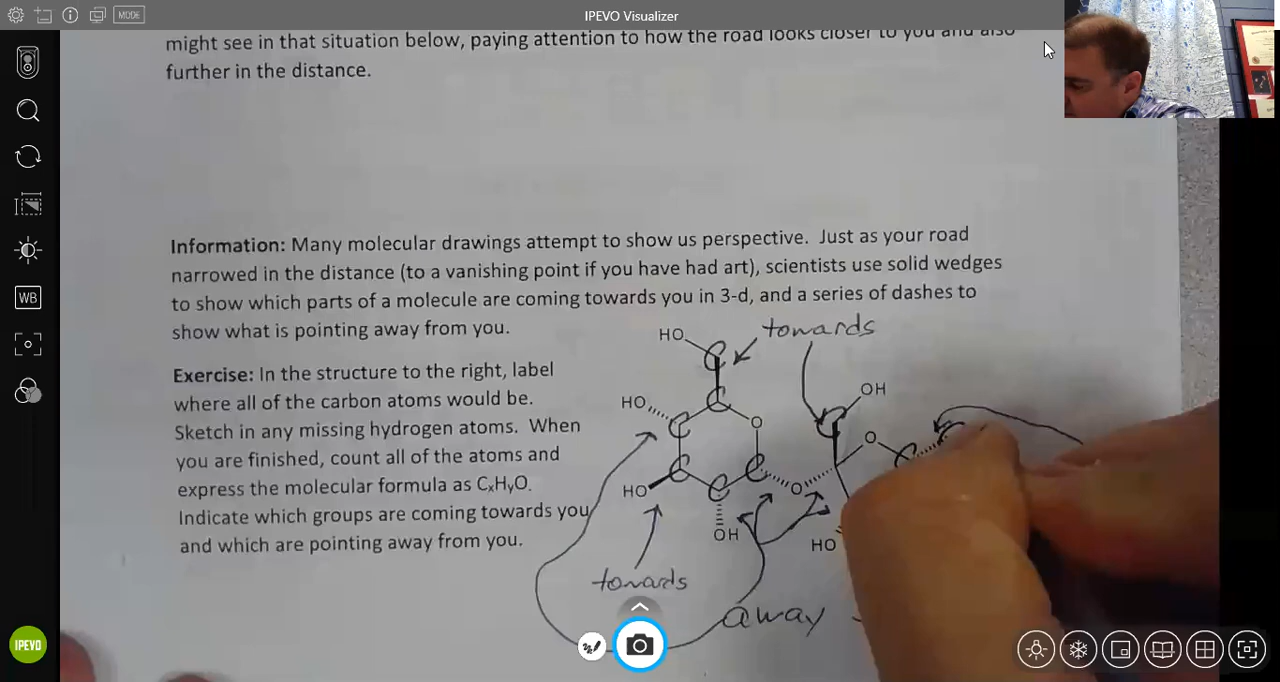 MODE
IPEVO Visualizer
might see in that situation below, paying attention to how the road looks closer to you and also
further in the distance.
WB
Information: Many molecular drawings attempt to show us perspective. Just as your road
narrowed in the distance (to a vanishing point if you have had art), scientists use solid wedges
to show which parts of a molecule are coming towards you in 3-d, and a series of dashes to
show what is pointing away from you.
Exercise: In the structure to the right, label
where all of the carbon atoms would be.
Sketch in any missing hydrogen atoms. When
you are finished, count all of the atoms and
express the molecular formula as CₓHᵧO.
Indicate which groups are coming towards you
and which are pointing away from you.
HO
towards
C
OH
HO
C
C
O
C
O
C
C
HO
C
C
O
C
OH
HO
towards
away
IPEVO